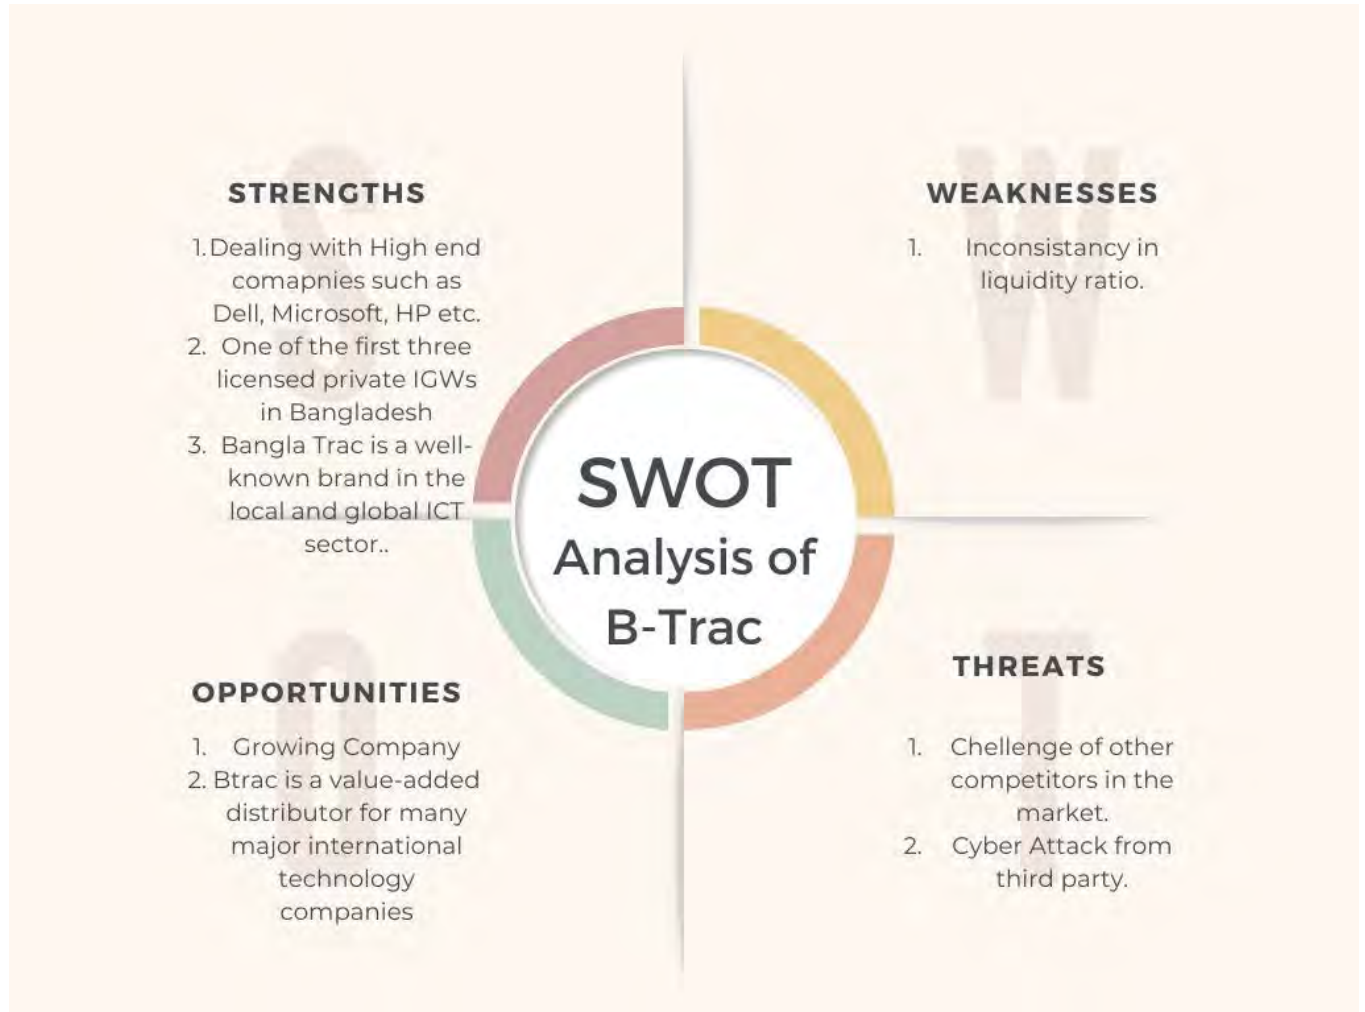 STRENGTHS
1.Dealing with High end
comapnies such as
Dell, Microsoft, HP etc.
2. One of the first three
licensed private IGWs
in Bangladesh
3. Bangla Trac is a well-
known brand in the
local and global ICT
sector..
WEAKNESSES
1. Inconsistancy in
liquidity ratio.
SWOT
Analysis of
B-Trac
OPPORTUNITIES
1. Growing Company
2. Btrac is a value-added
distributor for many
major international
technology
companies
THREATS
1. Chellenge of other
competitors in the
market.
2. Cyber Attack from
third party.
S
W
O
T